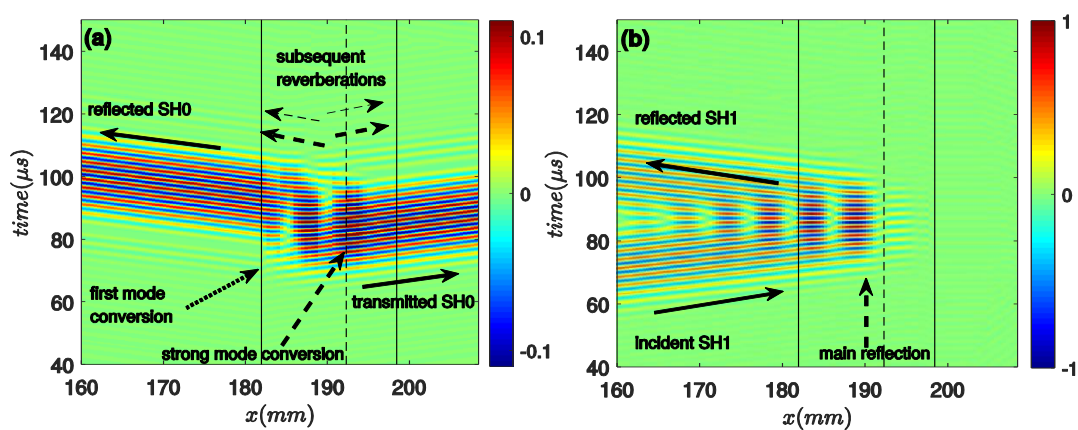 (a)
subsequent
reverberations
reflected SH0
first mode
conversion
transmitted SH0
strong mode conversion
140
120
100
80
60
40
160
170
180
190
200
time(μs)
x(mm)
0.1
0
-0.1
(b)
reflected SH1
incident SH1
main reflection
140
120
100
80
60
40
160
170
180
190
200
time(μs)
x(mm)
1
0
-1